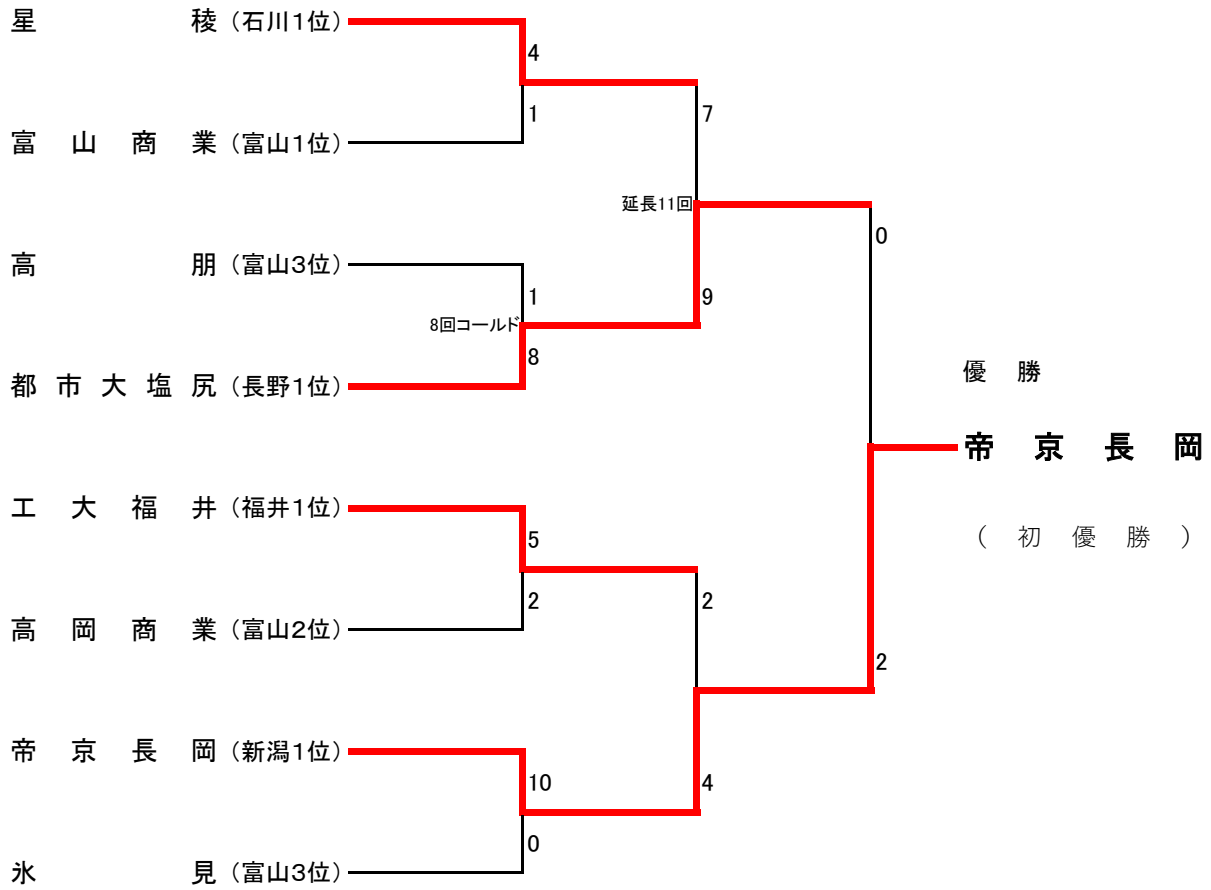 星稜（石川1位）
4
1
7
富山商業（富山1位）
延長11回
0
高朋（富山3位）
1
9
8回コールド
8
優勝
都市大塩尻（長野1位）
帝京長岡
工大福井（福井1位）
5
（初優勝）
2
2
高岡商業（富山2位）
2
帝京長岡（新潟1位）
10
4
0
氷見（富山3位）